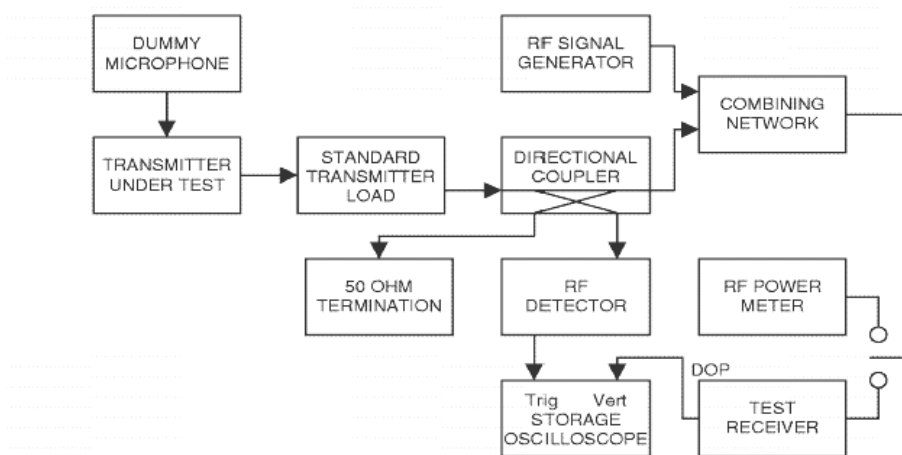 DUMMY
MICROPHONE
RF SIGNAL
GENERATOR
COMBINING
NETWORK
TRANSMITTER
UNDER TEST
STANDARD
TRANSMITTER
LOAD
DIRECTIONAL
COUPLER
50 OHM
TERMINATION
RF
DETECTOR
RF POWER
METER
DOP
Trig Vert
STORAGE
OSCILLOSCOPE
TEST
RECEIVER